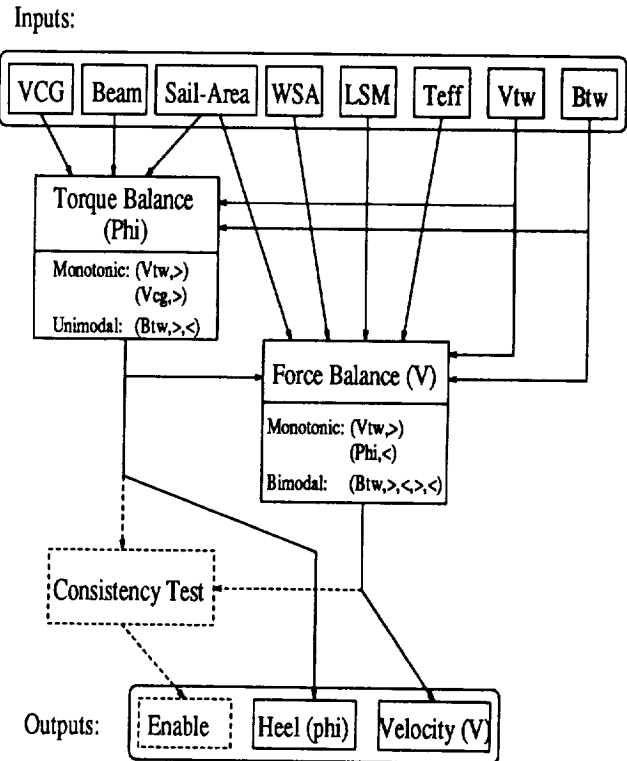 Inputs:
VCG Beam Sail-Area WSA LSM Teff Vtw Btw
Torque Balance
(Phi)
Monotonic: (Vtw,>)
(Vcg,>)
Unimodal: (Btw,>,<)
Force Balance (V)
Monotonic: (Vtw,>)
(Phi,<)
Bimodal: (Btw,>,<,>,<)
Consistency Test
Outputs: Enable Heel (phi) Velocity (V)